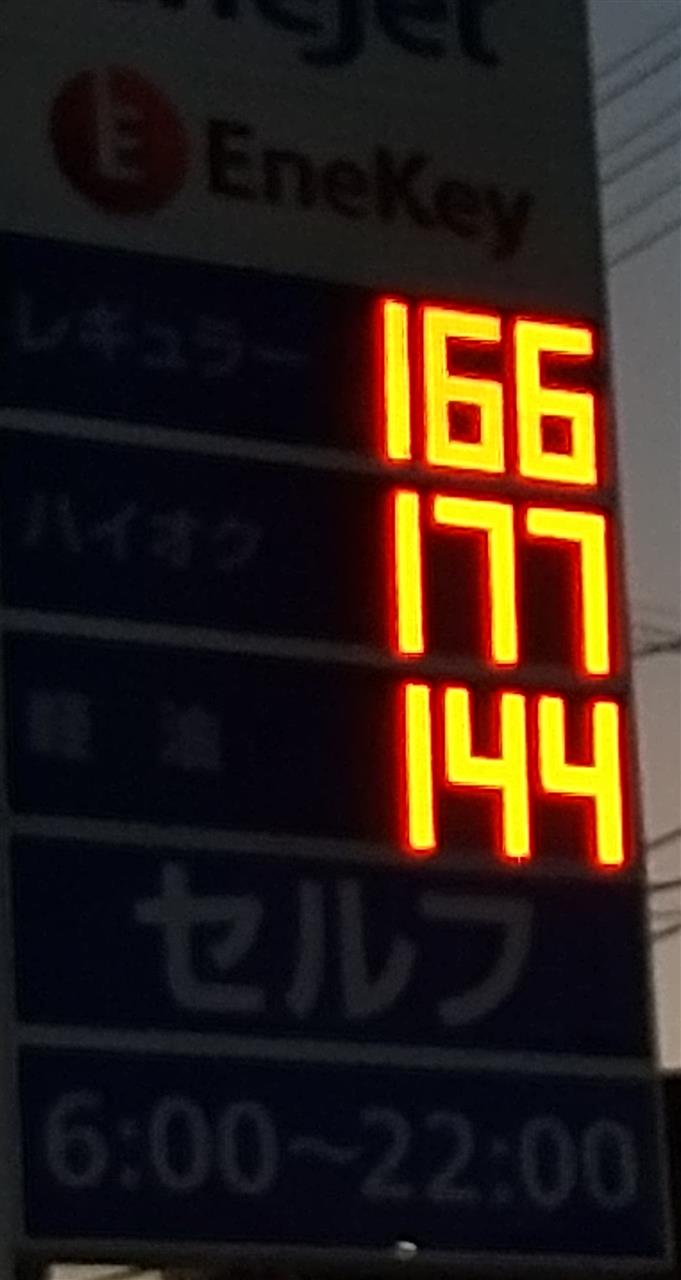 EneJet
E EneKey
レギュラー 166
ハイオク 177
軽油 144
セルフ
6:00～22:00